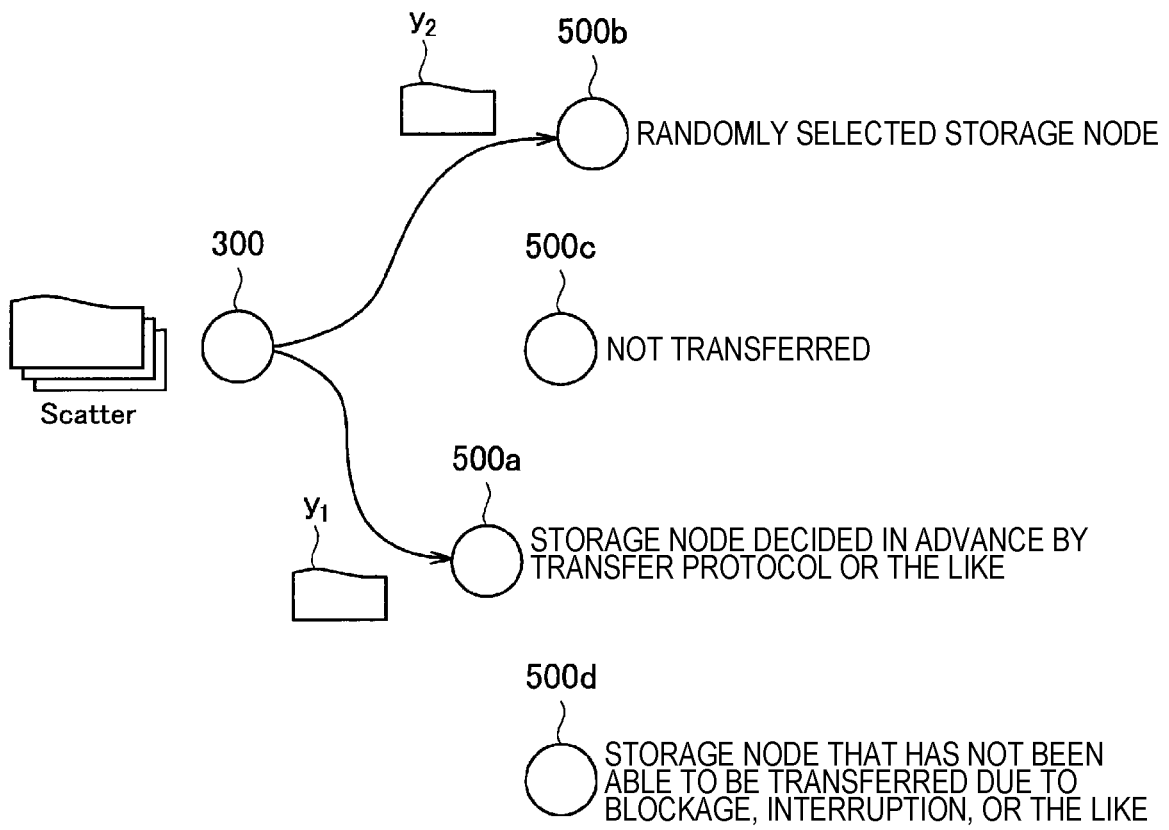 y2
500b
RANDOMLY SELECTED STORAGE NODE
300
500c
NOT TRANSFERRED
Scatter
500a
y1
STORAGE NODE DECIDED IN ADVANCE BY
TRANSFER PROTOCOL OR THE LIKE
500d
STORAGE NODE THAT HAS NOT BEEN
ABLE TO BE TRANSFERRED DUE TO
BLOCKAGE, INTERRUPTION, OR THE LIKE